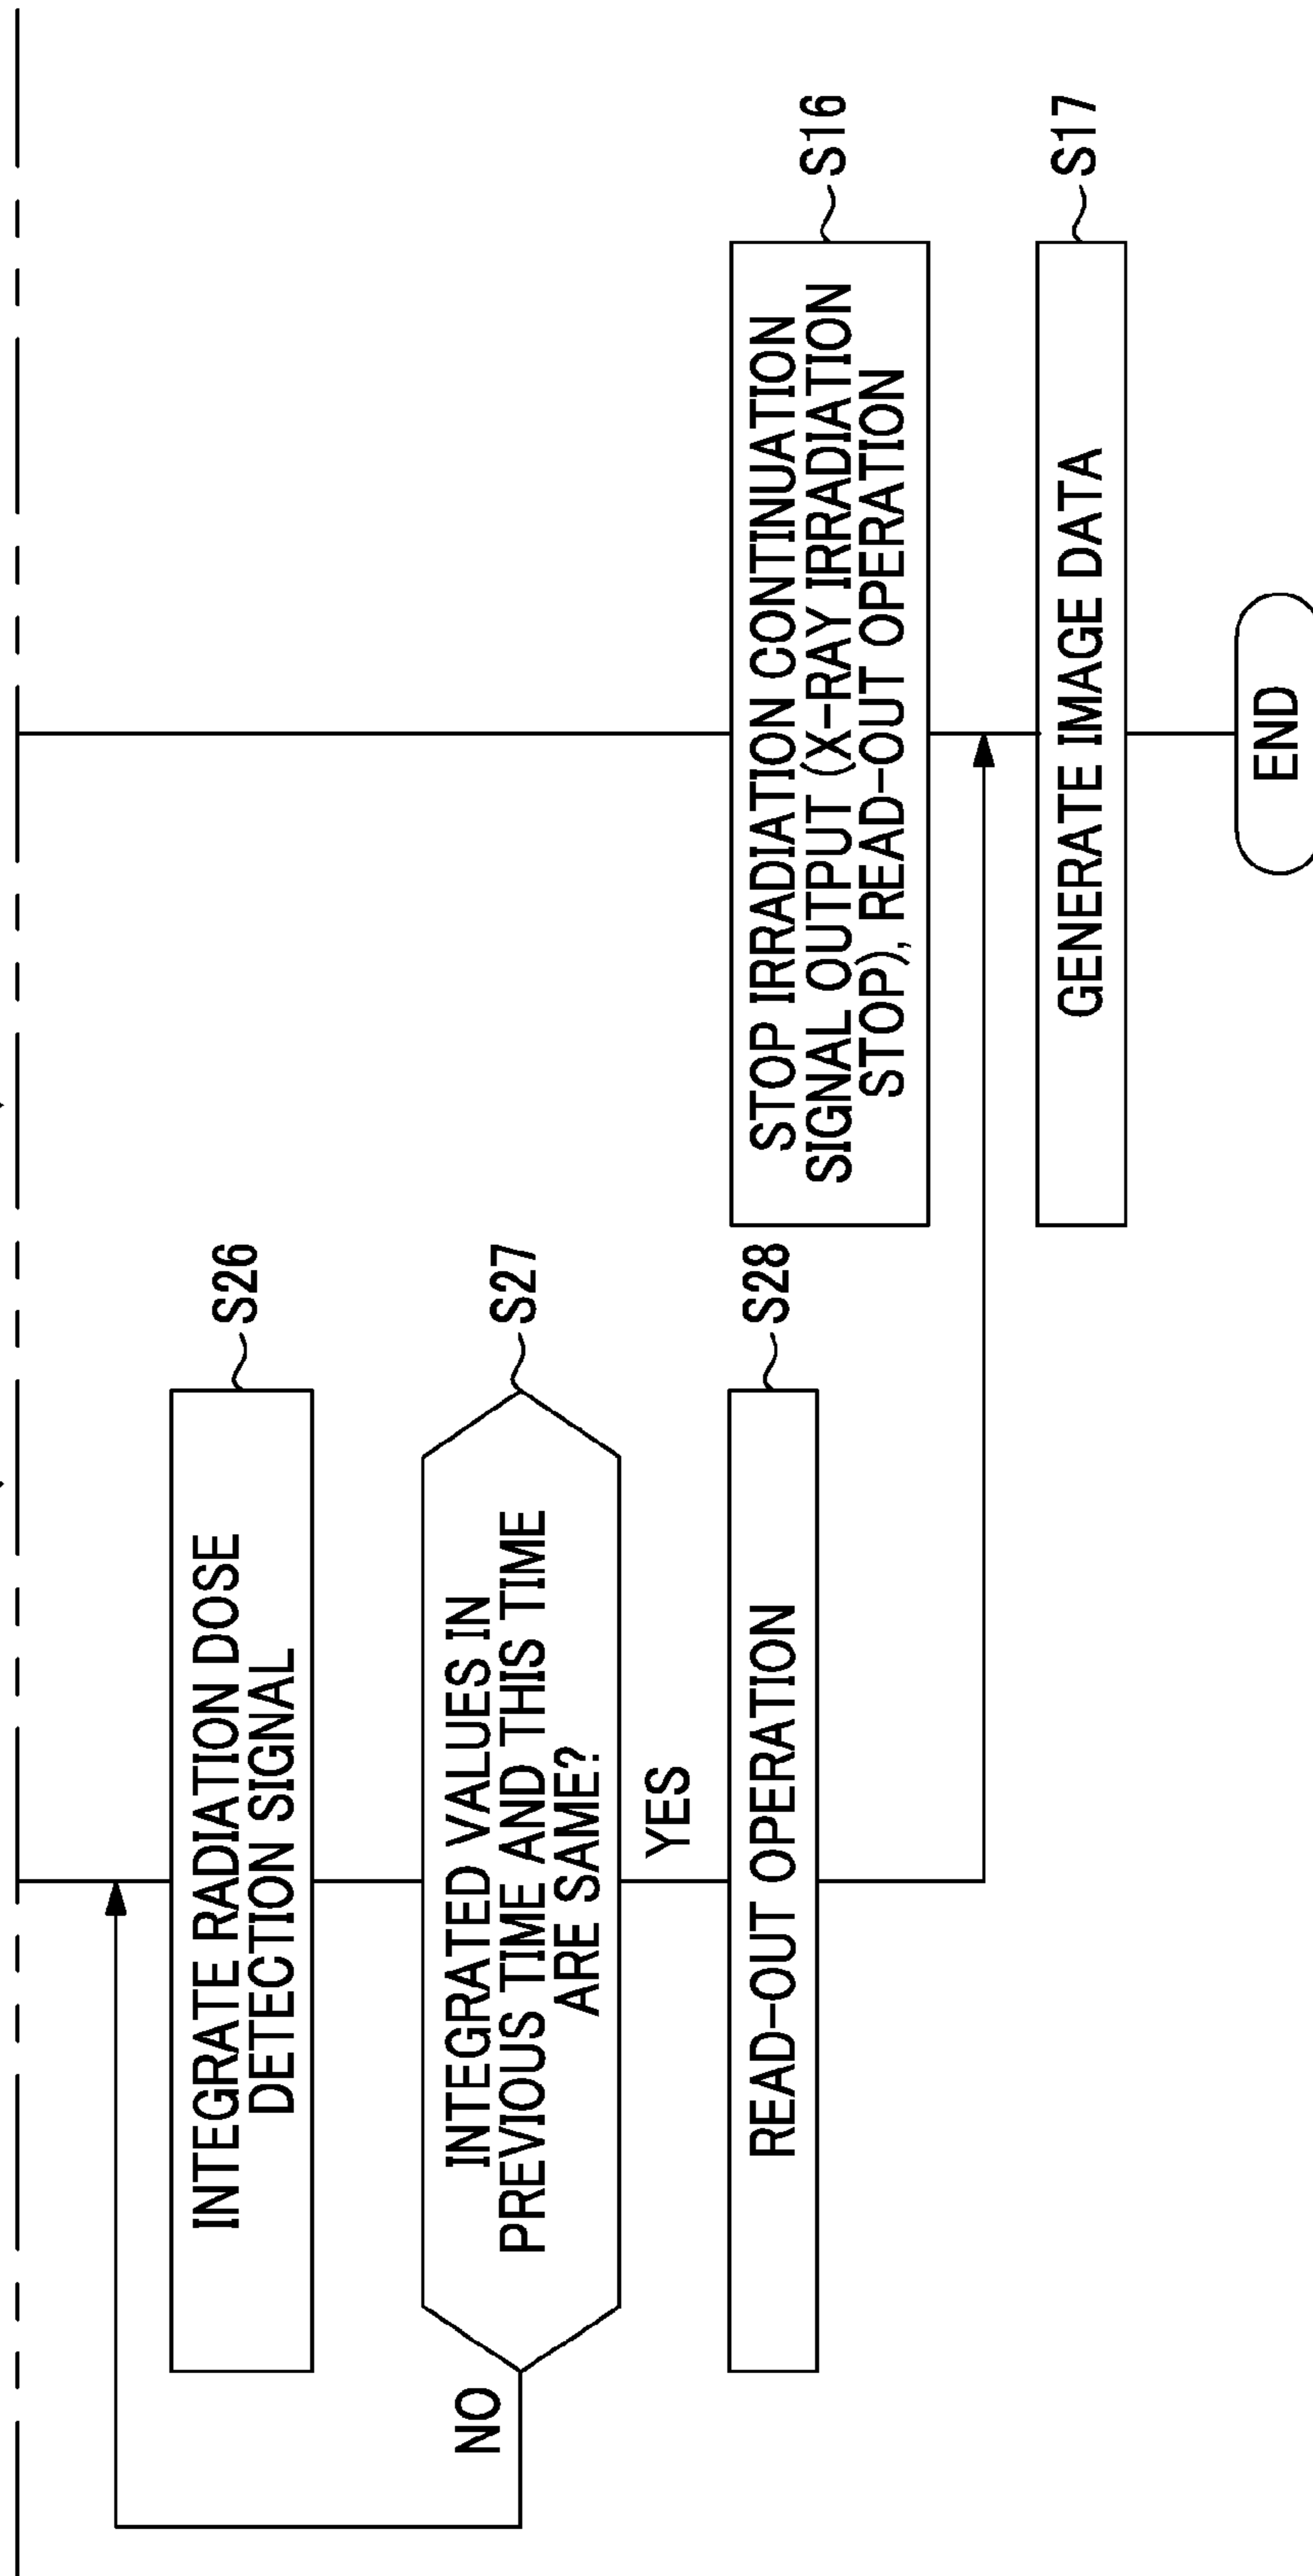 INTEGRATE RADIATION DOSE
DETECTION SIGNAL
S26
INTEGRATED VALUES IN
PREVIOUS TIME AND THIS TIME
ARE SAME?
S27
NO
YES
READ-OUT OPERATION
S28
STOP IRRADIATION CONTINUATION
SIGNAL OUTPUT (X-RAY IRRADIATION
STOP), READ-OUT OPERATION
S16
GENERATE IMAGE DATA
S17
END